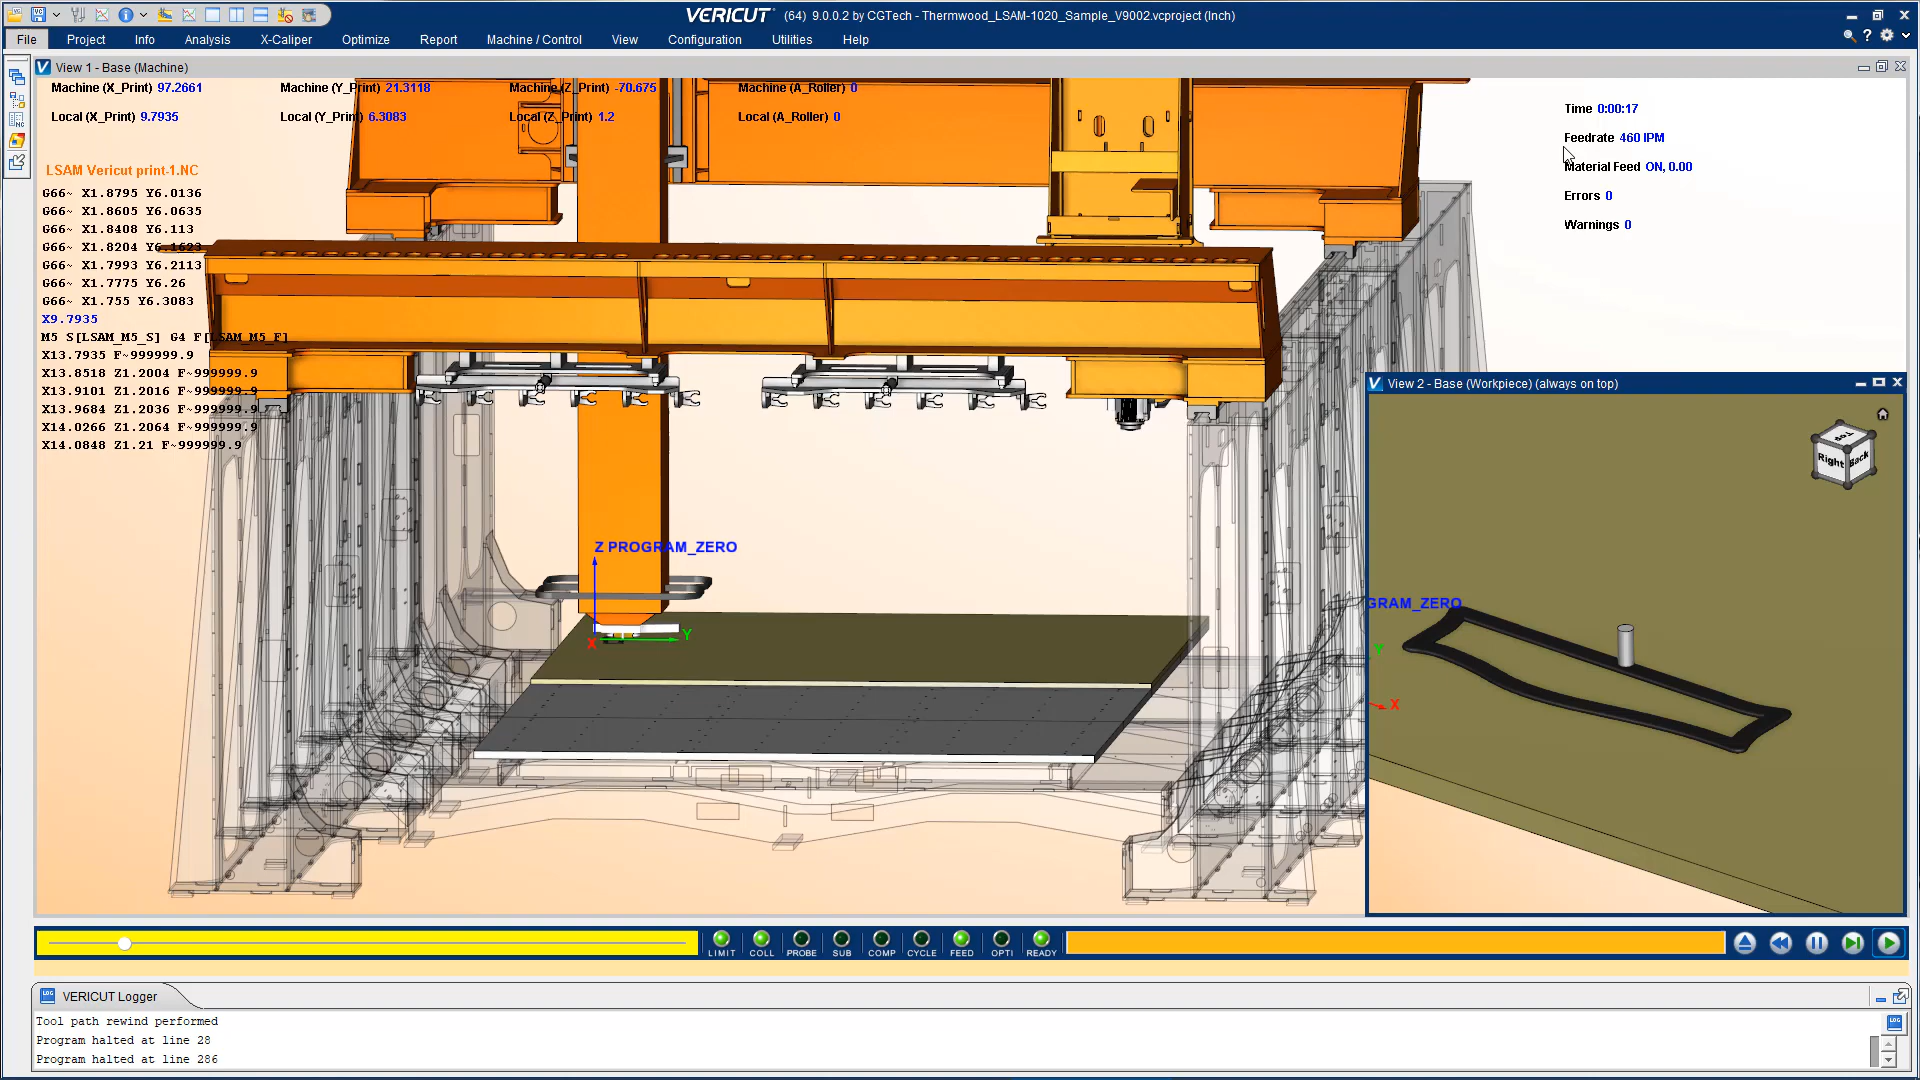 VERICUT (64) 9.0.0.2 by CGTech - Thermwood_LSAM-1020_Sample_V9002.vcproject (Inch)
File Project Info Analysis X-Caliper Optimize Report Machine / Control View Configuration Utilities Help
View 1 - Base (Machine)
Machine (X_Print) 97.2661 Machine (Y_Print) 21.3118 Machine (Z_Print) -70.675 Machine (A_Roller) 0
Local (X_Print) 9.7935 Local (Y_Print) 6.3083 Local (Z_Print) 1.2 Local (A_Roller) 0
Time 0:00:17
Feedrate 460 IPM
Material Feed ON, 0.00
Errors 0
Warnings 0
LSAM Vericut print-1.NC
G66~ X1.8795 Y6.0136
G66~ X1.8605 Y6.0635
G66~ X1.8408 Y6.113
G66~ X1.8204 Y6.1623
G66~ X1.7993 Y6.2113
G66~ X1.7775 Y6.26
G66~ X1.755 Y6.3083
X9.7935
M5 S[LSAM_M5_S] G4 F[LSAM_M5_F]
X13.7935 F~999999.9
X13.8518 Z1.2004 F~999999.9
X13.9101 Z1.2016 F~999999.9
X13.9684 Z1.2036 F~999999.9
X14.0266 Z1.2064 F~999999.9
X14.0848 Z1.21 F~999999.9
Z PROGRAM_ZERO
Y
X
View 2 - Base (Workpiece) (always on top)
Top
Right Back
GRAM_ZERO
Y
X
LIMIT COLL PROBE SUB COMP CYCLE FEED OPTI READY
LOG VERICUT Logger
Tool path rewind performed
LOG
Program halted at line 28
Program halted at line 286